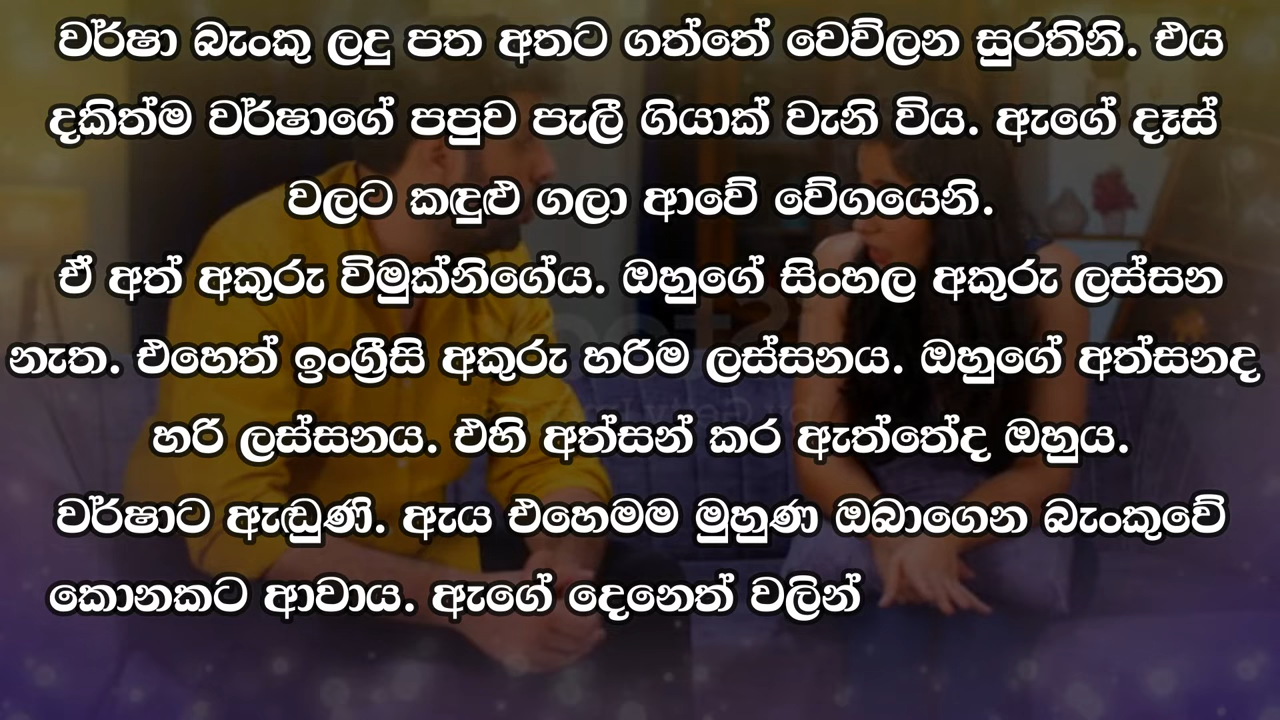 වර්ෂා බැංකු ලදු පත අතට ගත්තේ වෙව්ලන සුරතිනි. එය
දකිත්ම වර්ෂාගේ පපුව පැලී ගියාක් වැනි විය. ඇගේ දෑස්
වලට කඳුළු ගලා ආවේ වේගයෙනි.
ඒ අත් අකුරු විමුක්තිගේය. ඔහුගේ සිංහල අකුරු ලස්සන
නැත. එහෙත් ඉංග්‍රීසි අකුරු හරිම ලස්සනය. ඔහුගේ අත්සනද
හරි ලස්සනය. එහි අත්සන් කර ඇත්තේද ඔහුය.
වර්ෂාට ඇඬුණි. ඇය එහෙමම මුහුණ ඔබාගෙන බැංකුවේ
කොනකට ආවාය. ඇගේ දෙනෙත් වලින්